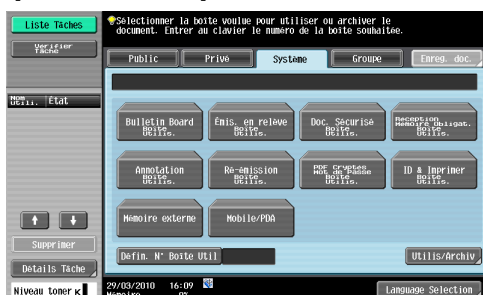 Liste Tâches
Sélectionner la boîte voulue pour utiliser ou archiver le
document. Entrer au clavier le numéro de la boîte souhaitée.
Vérifier
Tâche
Public
Privé
Système
Groupe
Enreg. doc.
Nom
Utili.
État
Bulletin Board
Boîte
Utilis.
Émis. en relève
Boîte
Utilis.
Doc. Sécurisé
Boîte
Utilis.
Réception
Mémoire Obligat.
Boîte
Utilis.
Annotation
Boîte
Utilis.
Ré-émission
Boîte
Utilis.
PDF Cryptés
Mot de Passe
Boîte
Utilis.
ID & Imprimer
Boîte
Utilis.
Mémoire externe
Mobile/PDA
Supprimer
Défin. N° Boîte Util
Utilis/Archiv
Détails Tâche
Niveau toner K
29/03/2010 16:09
Mémoire 0%
Language Selection